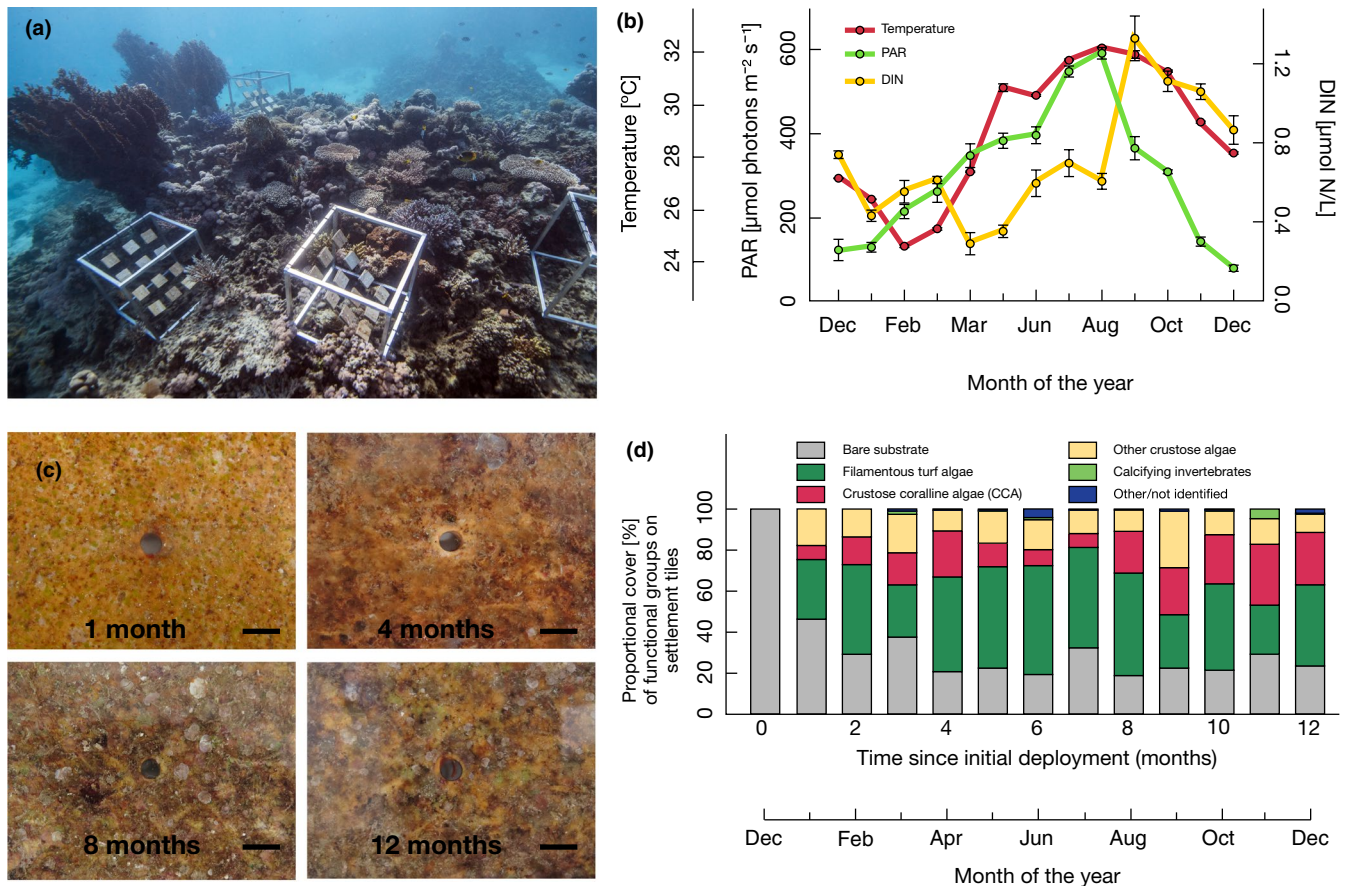 (a)
(b)
Temperature
PAR
DIN
Temperature [ºC]
32
30
28
26
24
PAR [µmol photons m⁻² s⁻¹]
600
400
200
0
DIN [µmol N/L]
1.2
0.8
0.4
0.0
Dec Feb Mar Jun Aug Oct Dec
Month of the year
(c)
1 month
4 months
8 months
12 months
(d)
Bare substrate
Filamentous turf algae
Crustose coralline algae (CCA)
Other crustose algae
Calcifying invertebrates
Other/not identified
Proportional cover [%]
of functional groups on
settlement tiles
100
80
60
40
20
0
0 2 4 6 8 10 12
Time since initial deployment (months)
Dec Feb Apr Jun Aug Oct Dec
Month of the year